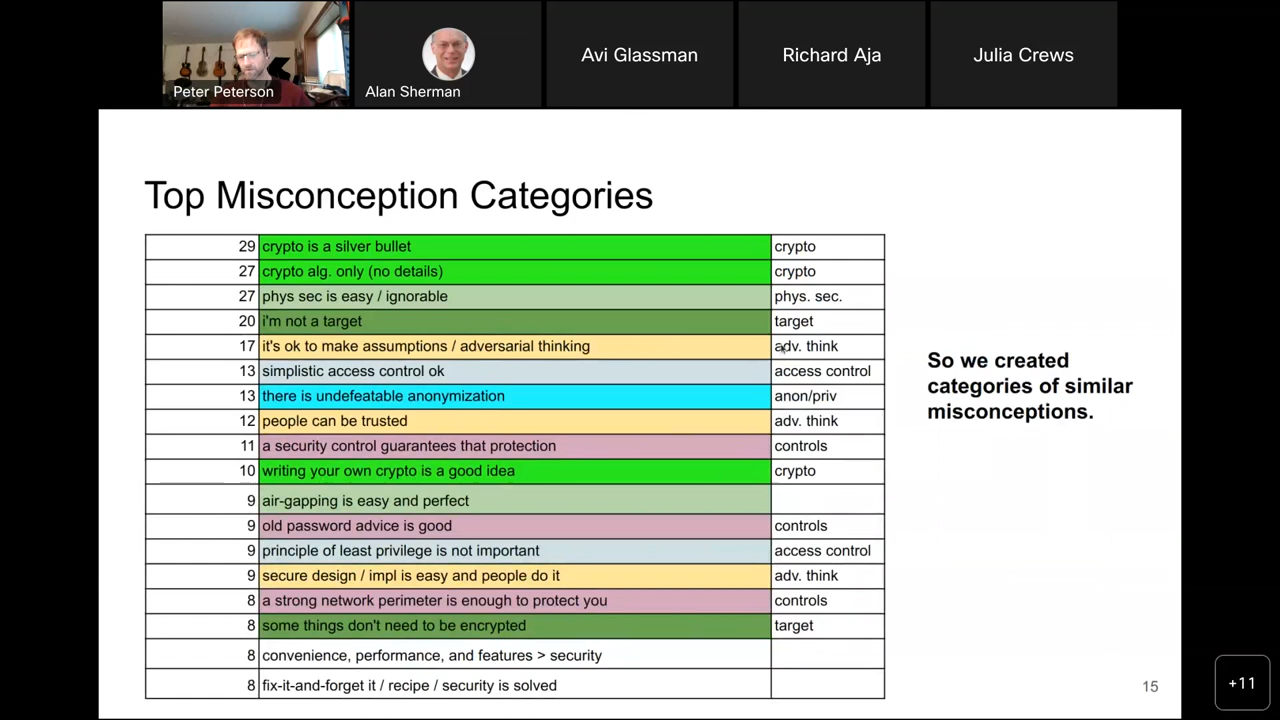 Peter Peterson
Alan Sherman
Avi Glassman
Richard Aja
Julia Crews
Top Misconception Categories
29 crypto is a silver bullet crypto
27 crypto alg. only (no details) crypto
27 phys sec is easy / ignorable phys. sec.
20 i'm not a target target
17 it's ok to make assumptions / adversarial thinking adv. think
13 simplistic access control ok access control
13 there is undefeatable anonymization anon/priv
12 people can be trusted adv. think
11 a security control guarantees that protection controls
10 writing your own crypto is a good idea crypto
9 air-gapping is easy and perfect
9 old password advice is good controls
9 principle of least privilege is not important access control
9 secure design / impl is easy and people do it adv. think
8 a strong network perimeter is enough to protect you controls
8 some things don't need to be encrypted target
8 convenience, performance, and features > security
8 fix-it-and-forget it / recipe / security is solved
So we created
categories of similar
misconceptions.
15
+11